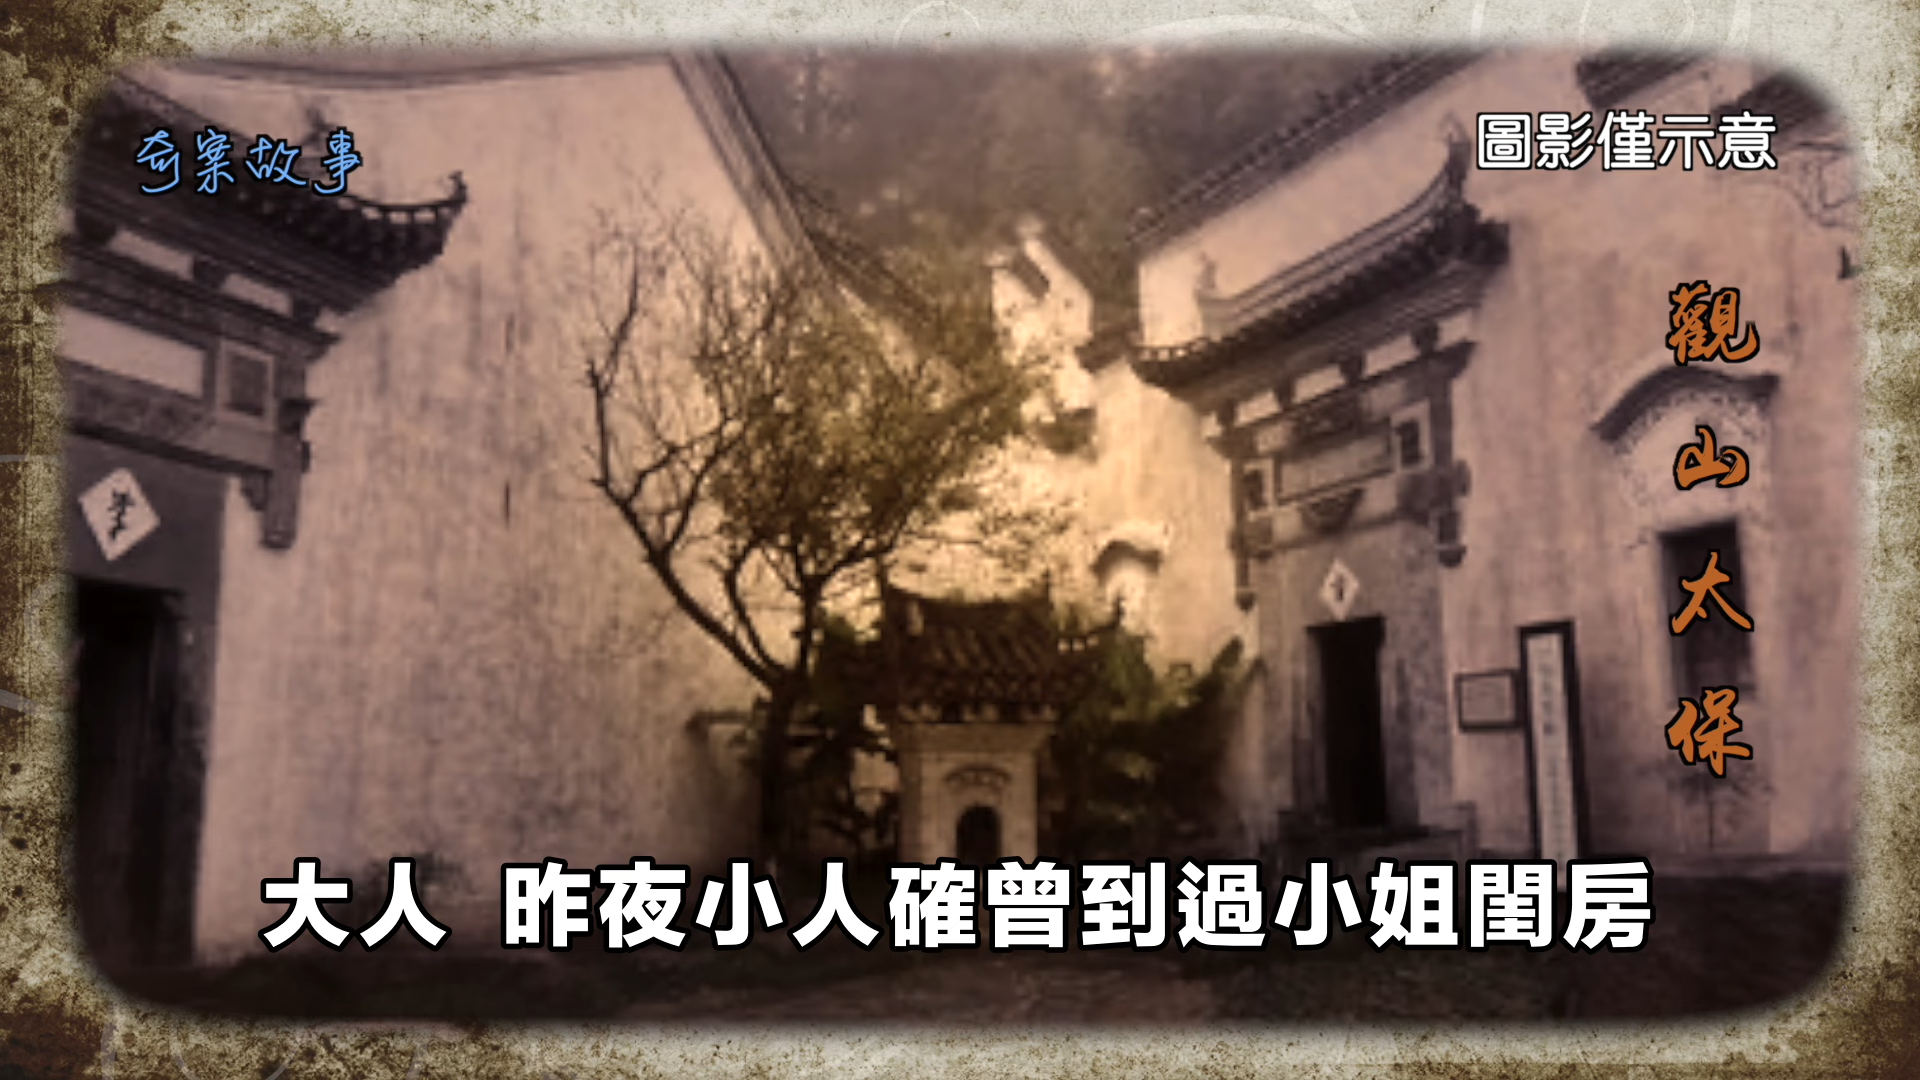 奇案故事
圖影僅示意
觀山太保
大人 昨夜小人確曾到過小姐閨房